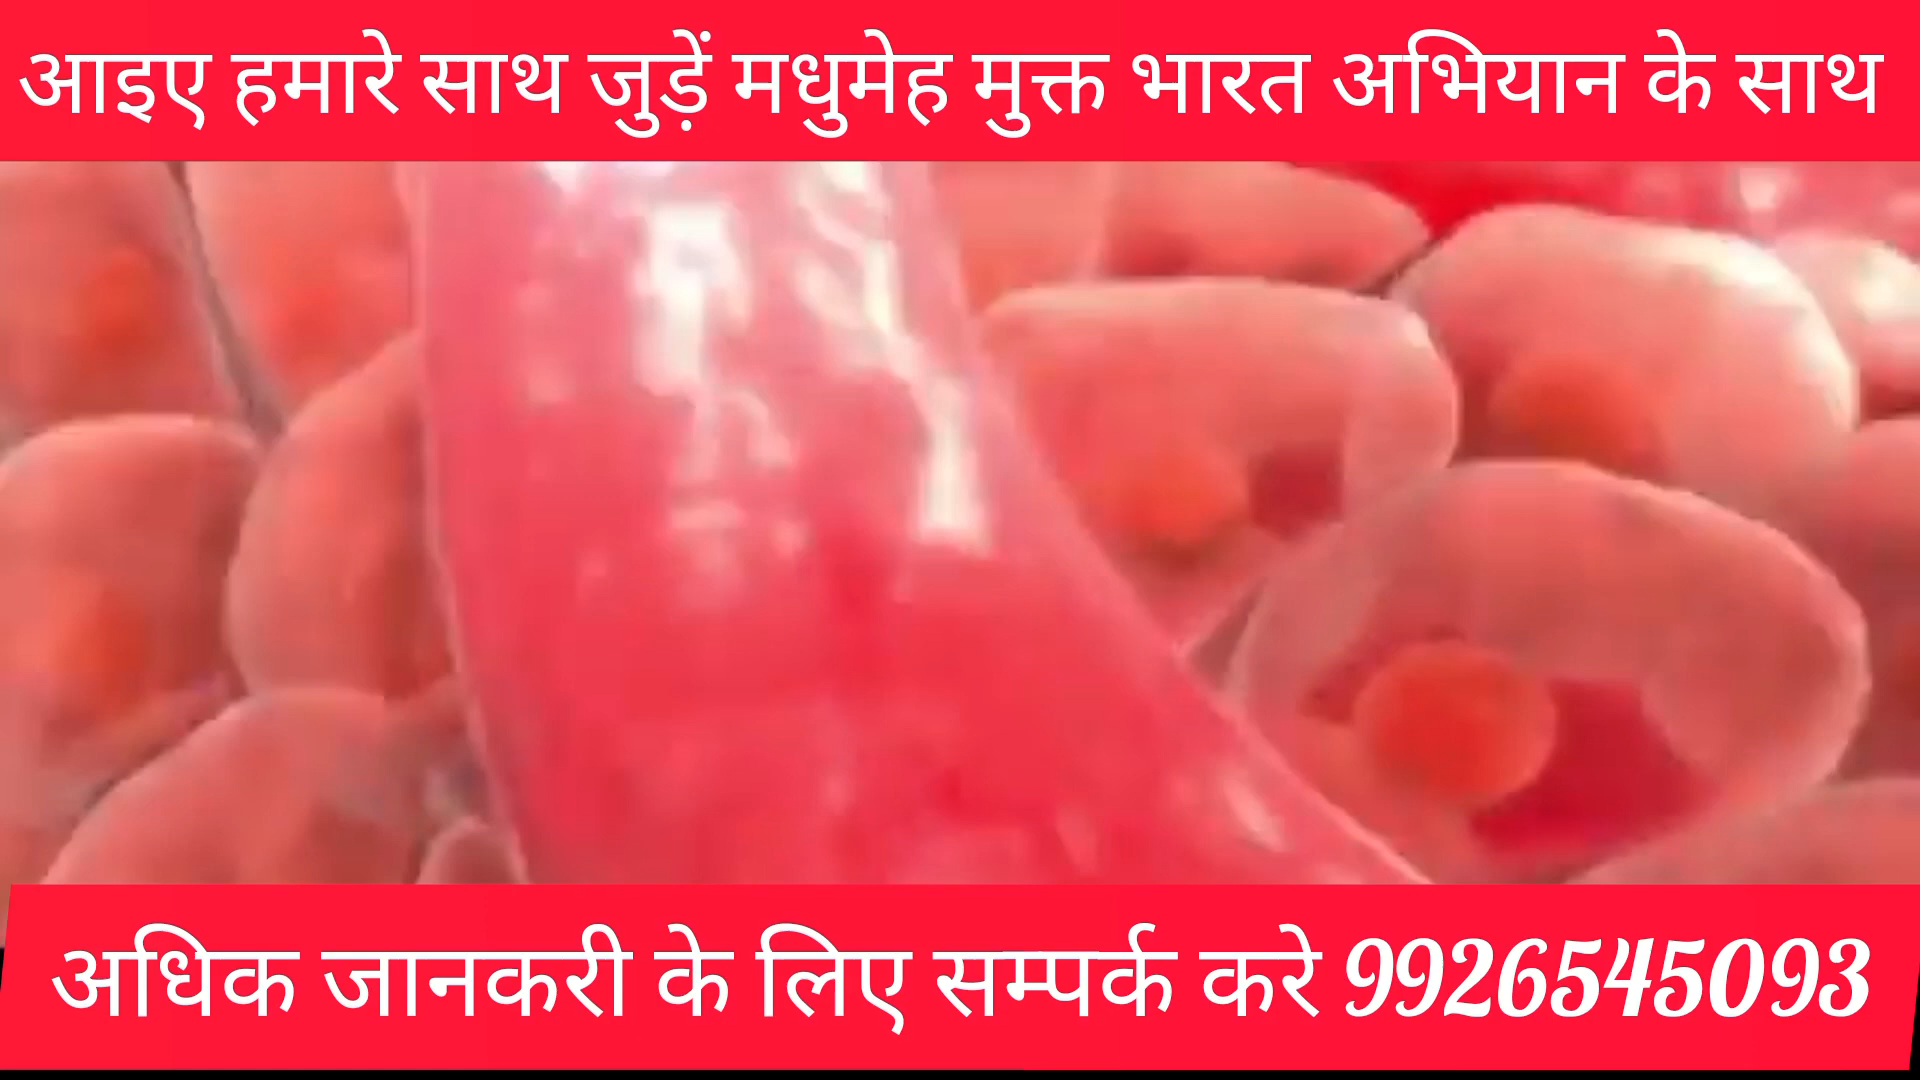 आइए हमारे साथ जुड़ें मधुमेह मुक्त भारत अभियान के साथ
अधिक जानकरी के लिए सम्पर्क करे 9926545093